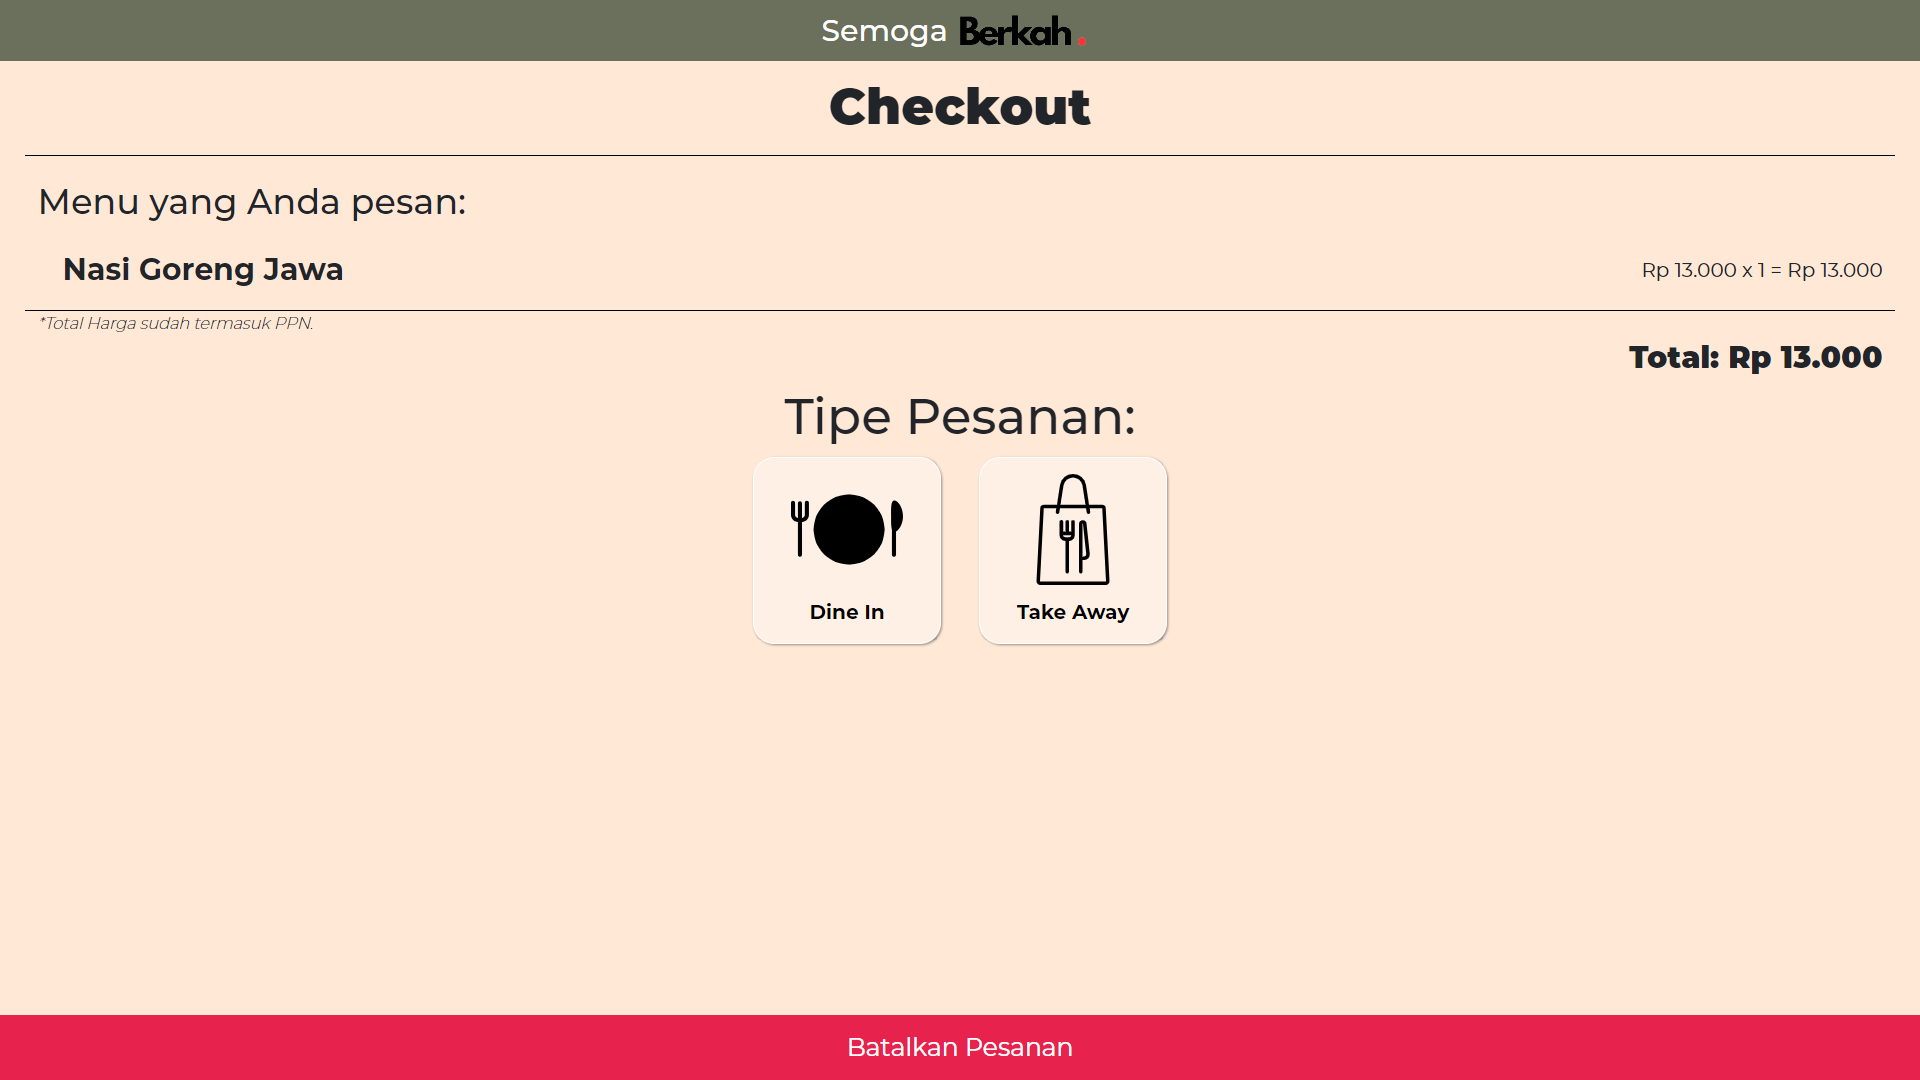 Semoga Berkah.
Checkout
Menu yang Anda pesan:
Nasi Goreng Jawa
Rp 13.000 x 1 = Rp 13.000
*Total Harga sudah termasuk PPN.
Total: Rp 13.000
Tipe Pesanan:
Dine In
Take Away
Batalkan Pesanan